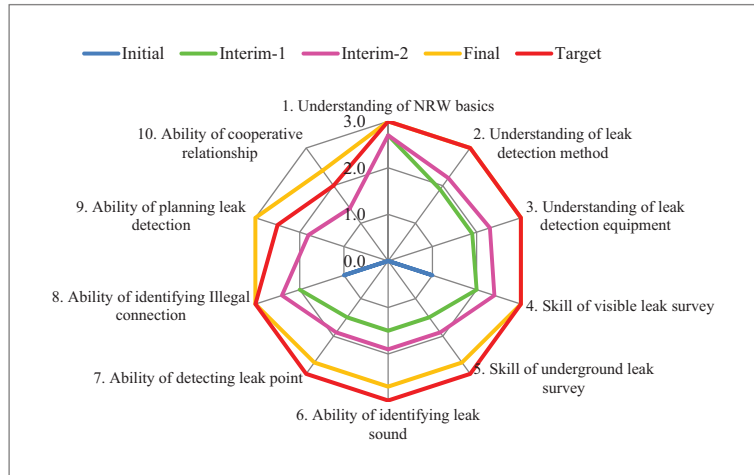 Initial Interim-1 Interim-2 Final Target
1. Understanding of NRW basics
3.0
10. Ability of cooperative
relationship
2. Understanding of leak
detection method
2.0
9. Ability of planning leak
detection
1.0
3. Understanding of leak
detection equipment
0.0
8. Ability of identifying Illegal
connection
4. Skill of visible leak survey
7. Ability of detecting leak point
5. Skill of underground leak
survey
6. Ability of identifying leak
sound